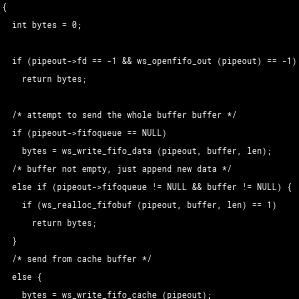 {
int bytes = 0;
if (pipeout->fd == -1 && ws_openfifo_out (pipeout) == -1)
return bytes;
/* attempt to send the whole buffer buffer */
if (pipeout->fifoqueue == NULL)
bytes = ws_write_fifo_data (pipeout, buffer, len);
/* buffer not empty, just append new data */
else if (pipeout->fifoqueue != NULL && buffer != NULL) {
if (ws_realloc_fifobuf (pipeout, buffer, len) == 1)
return bytes;
}
/* send from cache buffer */
else {
bytes = ws_write_fifo_cache (pipeout);